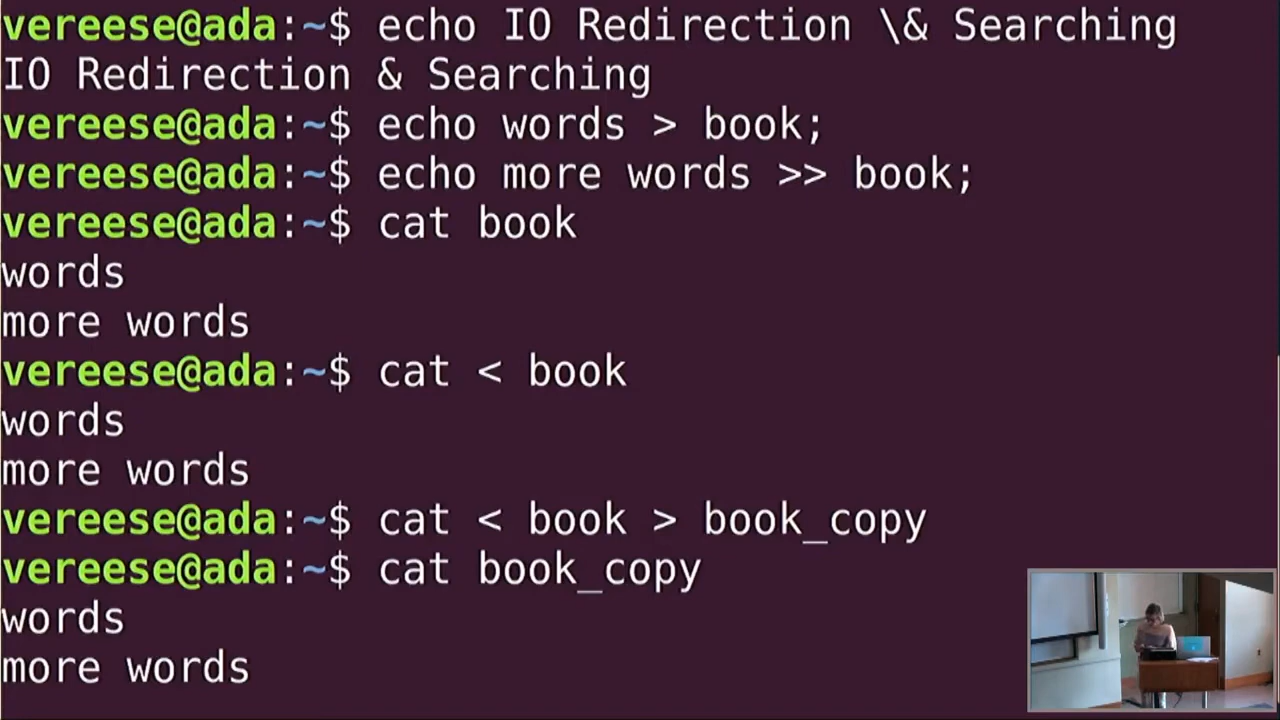 vereese@ada:~$ echo IO Redirection \& Searching
IO Redirection & Searching
vereese@ada:~$ echo words > book;
vereese@ada:~$ echo more words >> book;
vereese@ada:~$ cat book
words
more words
vereese@ada:~$ cat < book
words
more words
vereese@ada:~$ cat < book > book_copy
vereese@ada:~$ cat book_copy
words
more words